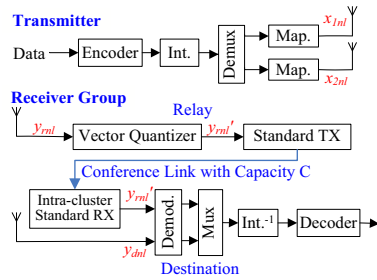 Transmitter
x1nl
Data
Encoder
Int.
Demux
Map.
Map.
x2nl
Receiver Group
Relay
yrnl
Vector Quantizer
yrnl'
Standard TX
Conference Link with Capacity C
Intra-cluster
Standard RX
yrnl'
Demod.
Mux
Int.-1
Decoder
ydnl
Destination